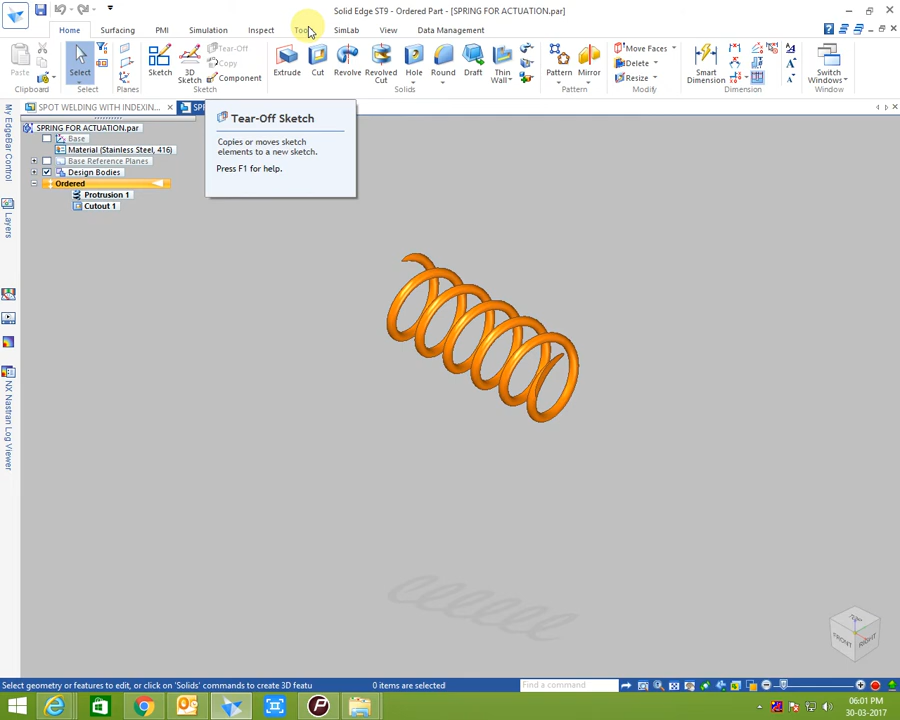 Solid Edge ST9 - Ordered Part - [SPRING FOR ACTUATION.par]
Home Surfacing PMI Simulation Inspect SimLab View Data Management
Paste Select Sketch 3D Sketch Tear-Off Copy Component Extrude Cut Revolve Revolved Cut Hole Round Draft Thin Wall Pattern Mirror Move Faces Delete Resize Smart Dimension Switch Windows
Clipboard Select Planes Sketch Solids Pattern Modify Dimension Window
SPOT WELDING WITH INDEXIN...
SPRING FOR ACTUATION.par
Base
Material (Stainless Steel, 416)
Base Reference Planes
Design Bodies
Ordered
Protrusion 1
Cutout 1
Tear-Off Sketch
Copies or moves sketch
elements to a new sketch.
Press F1 for help.
My EdgeBar Control
Layers
NX Nastran Log Viewer
FRONT RIGHT
Select geometry or features to edit, or click on 'Solids' commands to create 3D featu
0 items are selected
Find a command
06:01 PM
30-03-2017